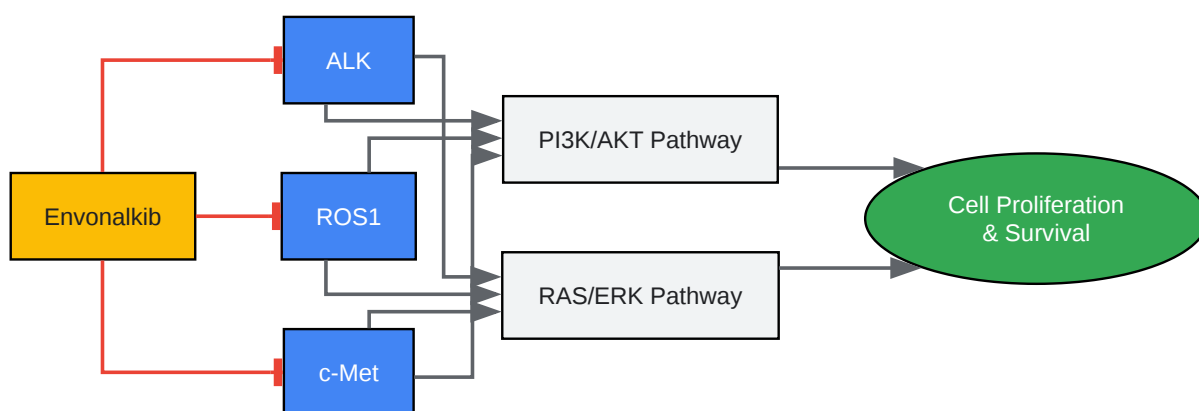 ALK
PI3K/AKT Pathway
Envonalkib
ROS1
Cell Proliferation
& Survival
RAS/ERK Pathway
c-Met